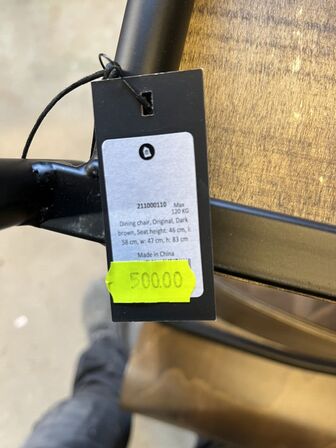 211000110 Max
120 KG
Dining chair, Original, Dark
brown, Seat height: 46 cm, l:
58 cm, w: 47 cm, h: 83 cm
Made in China
500.00